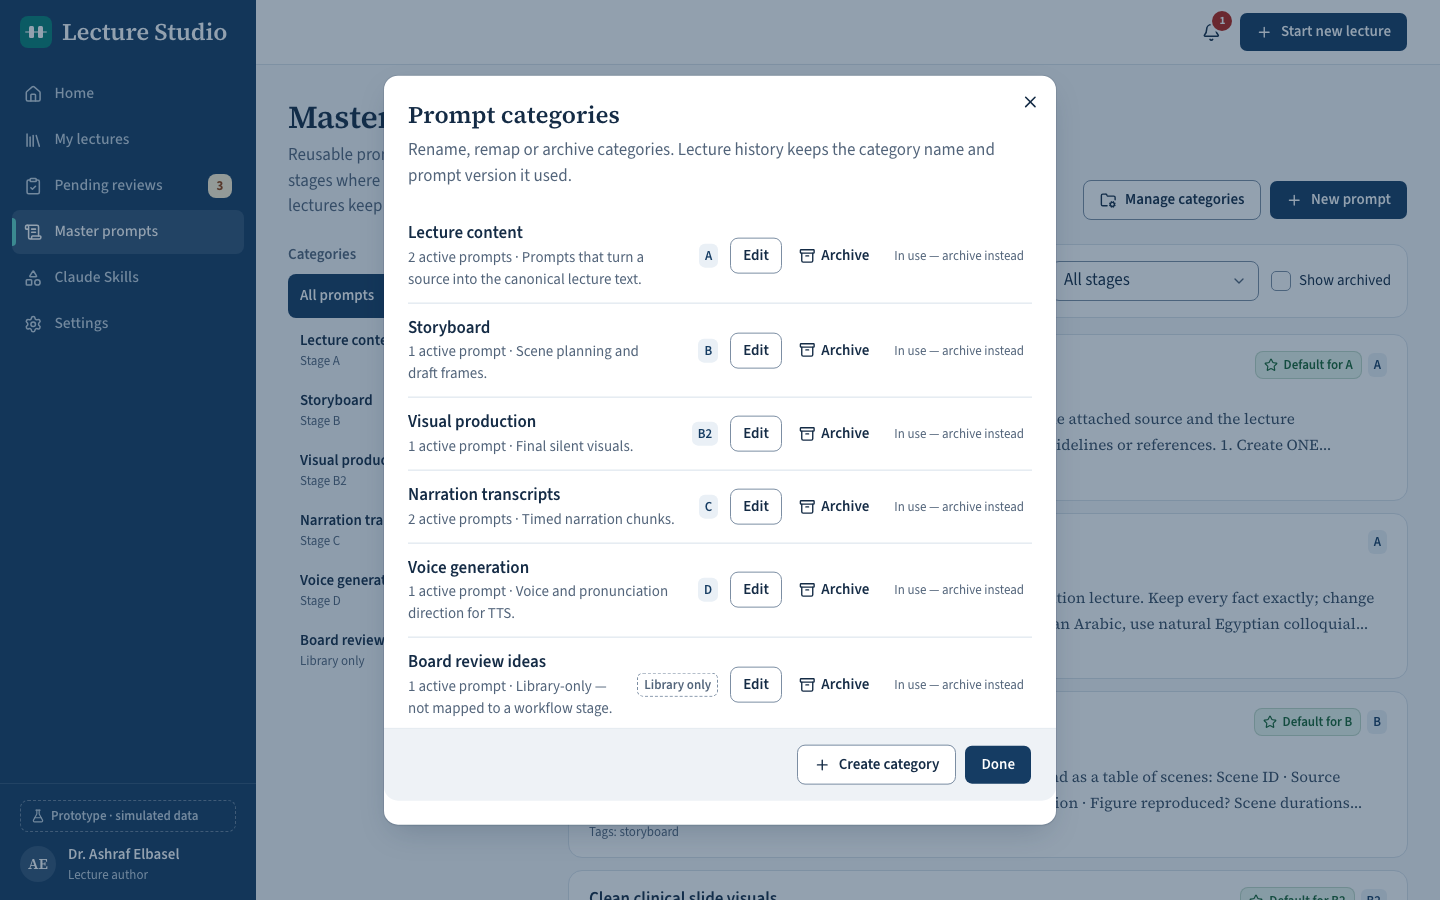 Lecture Studio
Home
My lectures
Pending reviews
3
Master prompts
Claude Skills
Settings
Prototype · simulated data
AE
Dr. Ashraf Elbasel
Lecture author
1
Start new lecture
Master
Reusable
stages where
lectures keep
Manage categories
New prompt
Categories
All prompts
Lecture
Stage A
Storyboard
Stage B
Visual
Stage B2
Narration
Stage C
Voice
Stage D
Board review
Library only
All stages
Show archived
Default for A
A
attached source and the lecture
or references. 1. Create ONE...
A
lecture. Keep every fact exactly; change
Arabic, use natural Egyptian colloquial...
Default for B
B
as a table of scenes: Scene ID · Source
· Figure reproduced? Scene durations...
Tags: storyboard
Clean clinical slide visuals
Default for B2
B2
Prompt categories
Rename, remap or archive categories. Lecture history keeps the category name and
prompt version it used.
Lecture content
2 active prompts · Prompts that turn a
source into the canonical lecture text.
A
Edit
Archive
In use — archive instead
Storyboard
1 active prompt · Scene planning and
draft frames.
B
Edit
Archive
In use — archive instead
Visual production
1 active prompt · Final silent visuals.
B2
Edit
Archive
In use — archive instead
Narration transcripts
2 active prompts · Timed narration chunks.
C
Edit
Archive
In use — archive instead
Voice generation
1 active prompt · Voice and pronunciation
direction for TTS.
D
Edit
Archive
In use — archive instead
Board review ideas
1 active prompt · Library-only —
not mapped to a workflow stage.
Library only
Edit
Archive
In use — archive instead
Create category
Done